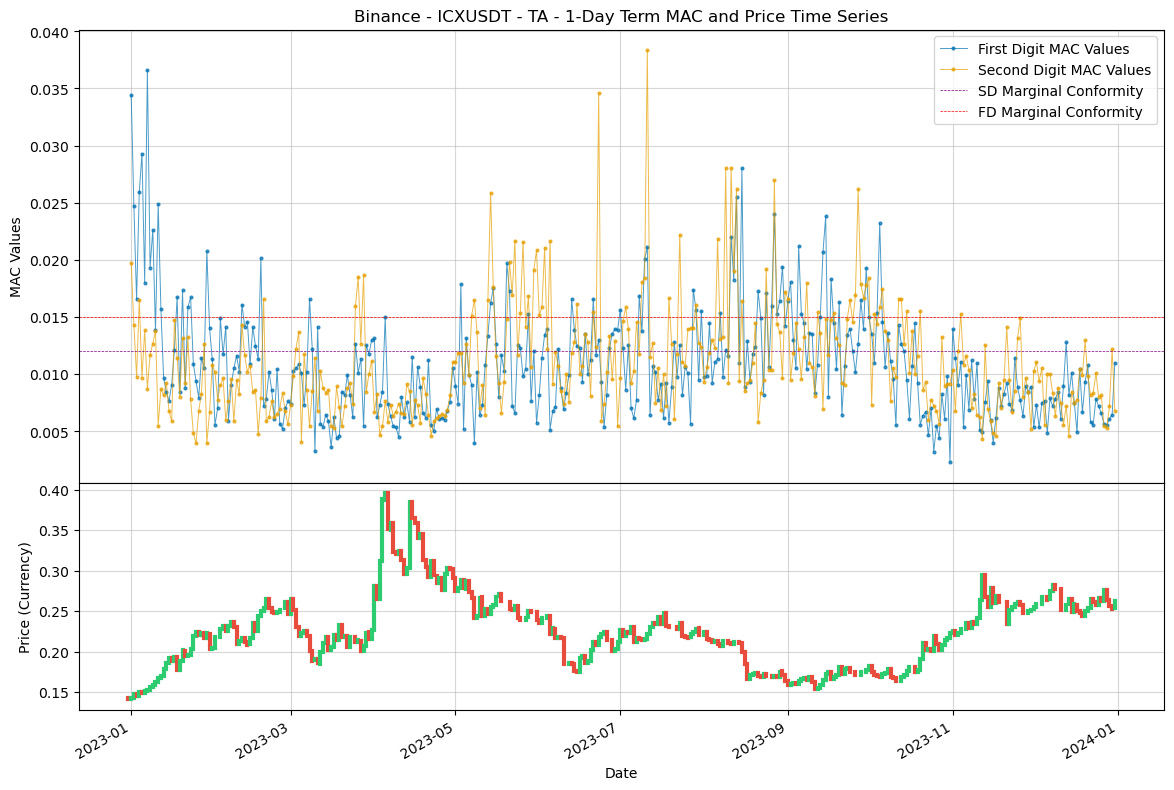 Binance - ICXUSDT - TA - 1-Day Term MAC and Price Time Series
First Digit MAC Values
Second Digit MAC Values
SD Marginal Conformity
FD Marginal Conformity
MAC Values
0.040
0.035
0.030
0.025
0.020
0.015
0.010
0.005
Price (Currency)
0.40
0.35
0.30
0.25
0.20
0.15
2023-01
2023-03
2023-05
2023-07
2023-09
2023-11
2024-01
Date